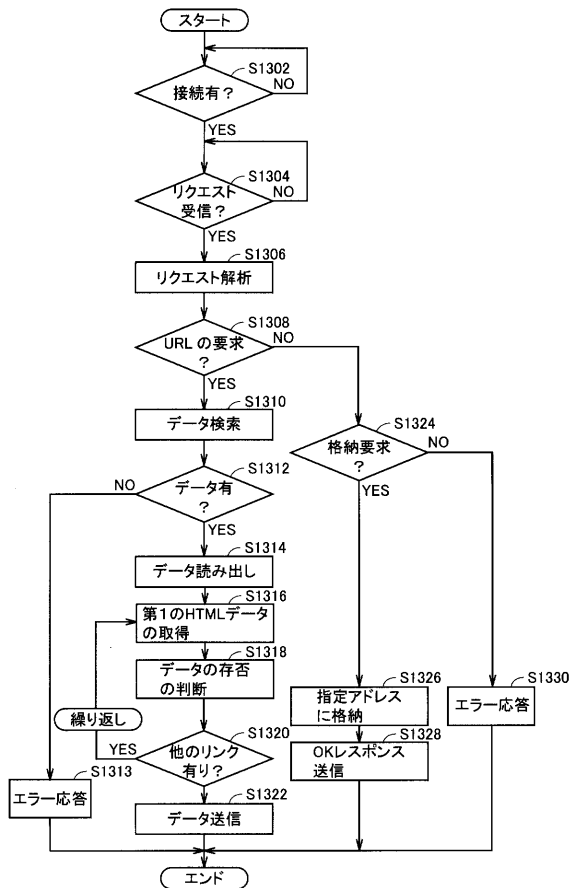 スタート
S1302
接続有？
NO
YES
S1304
リクエスト
受信？
NO
YES
S1306
リクエスト解析
S1308
URLの要求
？
NO
YES
S1310
データ検索
S1324
格納要求
？
NO
YES
S1312
データ有
？
NO
YES
S1314
データ読み出し
S1316
第1のHTMLデータ
の取得
S1318
データの存否
の判断
繰り返し
S1320
他のリンク
有り？
YES
S1326
指定アドレス
に格納
S1330
エラー応答
S1328
OKレスポンス
送信
S1313
エラー応答
S1322
データ送信
エンド